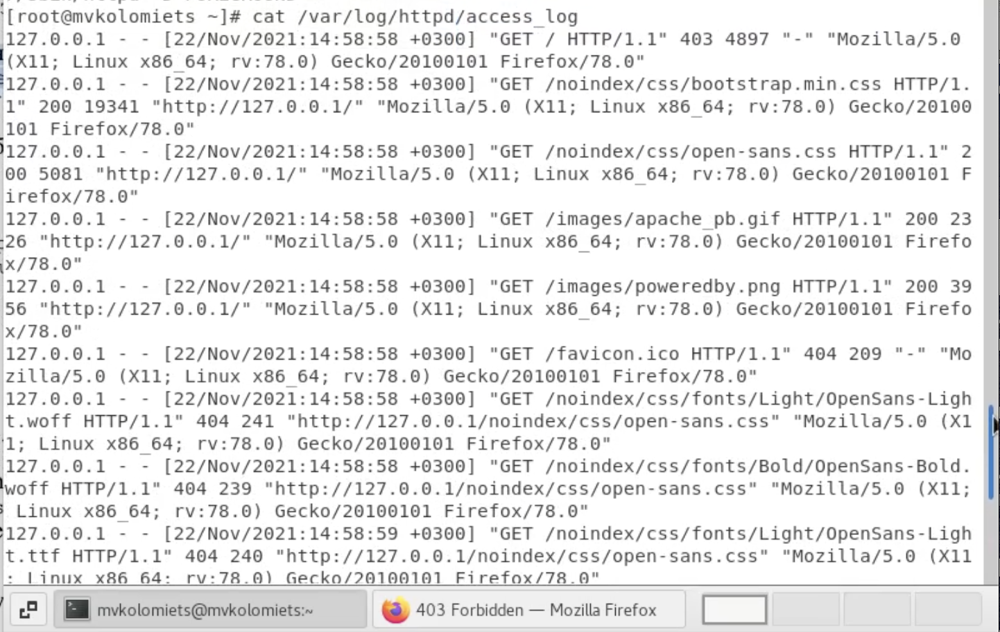 [root@mvkolomiets ~]# cat /var/log/httpd/access_log
127.0.0.1 - - [22/Nov/2021:14:58:58 +0300] "GET / HTTP/1.1" 403 4897 "-" "Mozilla/5.0
(X11; Linux x86_64; rv:78.0) Gecko/20100101 Firefox/78.0"
127.0.0.1 - - [22/Nov/2021:14:58:58 +0300] "GET /noindex/css/bootstrap.min.css HTTP/1.
1" 200 19341 "http://127.0.0.1/" "Mozilla/5.0 (X11; Linux x86_64; rv:78.0) Gecko/20100
101 Firefox/78.0"
127.0.0.1 - - [22/Nov/2021:14:58:58 +0300] "GET /noindex/css/open-sans.css HTTP/1.1" 2
00 5081 "http://127.0.0.1/" "Mozilla/5.0 (X11; Linux x86_64; rv:78.0) Gecko/20100101 F
irefox/78.0"
127.0.0.1 - - [22/Nov/2021:14:58:58 +0300] "GET /images/apache_pb.gif HTTP/1.1" 200 23
26 "http://127.0.0.1/" "Mozilla/5.0 (X11; Linux x86_64; rv:78.0) Gecko/20100101 Firefo
x/78.0"
127.0.0.1 - - [22/Nov/2021:14:58:58 +0300] "GET /images/poweredby.png HTTP/1.1" 200 39
56 "http://127.0.0.1/" "Mozilla/5.0 (X11; Linux x86_64; rv:78.0) Gecko/20100101 Firefo
x/78.0"
127.0.0.1 - - [22/Nov/2021:14:58:58 +0300] "GET /favicon.ico HTTP/1.1" 404 209 "-" "Mo
zilla/5.0 (X11; Linux x86_64; rv:78.0) Gecko/20100101 Firefox/78.0"
127.0.0.1 - - [22/Nov/2021:14:58:58 +0300] "GET /noindex/css/fonts/Light/OpenSans-Ligh
t.woff HTTP/1.1" 404 241 "http://127.0.0.1/noindex/css/open-sans.css" "Mozilla/5.0 (X1
1; Linux x86_64; rv:78.0) Gecko/20100101 Firefox/78.0"
127.0.0.1 - - [22/Nov/2021:14:58:58 +0300] "GET /noindex/css/fonts/Bold/OpenSans-Bold.
woff HTTP/1.1" 404 239 "http://127.0.0.1/noindex/css/open-sans.css" "Mozilla/5.0 (X11;
 Linux x86_64; rv:78.0) Gecko/20100101 Firefox/78.0"
127.0.0.1 - - [22/Nov/2021:14:58:59 +0300] "GET /noindex/css/fonts/Light/OpenSans-Ligh
t.ttf HTTP/1.1" 404 240 "http://127.0.0.1/noindex/css/open-sans.css" "Mozilla/5.0 (X11
; Linux x86_64; rv:78.0) Gecko/20100101 Firefox/78.0"
mvkolomiets@mvkolomiets:~
403 Forbidden — Mozilla Firefox